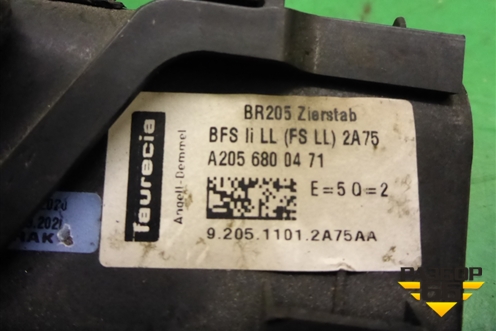 BR205 Zierstab
BFS li LL (FS LL) 2A75
A205 680 04 71
E=5 Q=2
9.205.1101.2A75AA
faurecia
Angell-Demmel